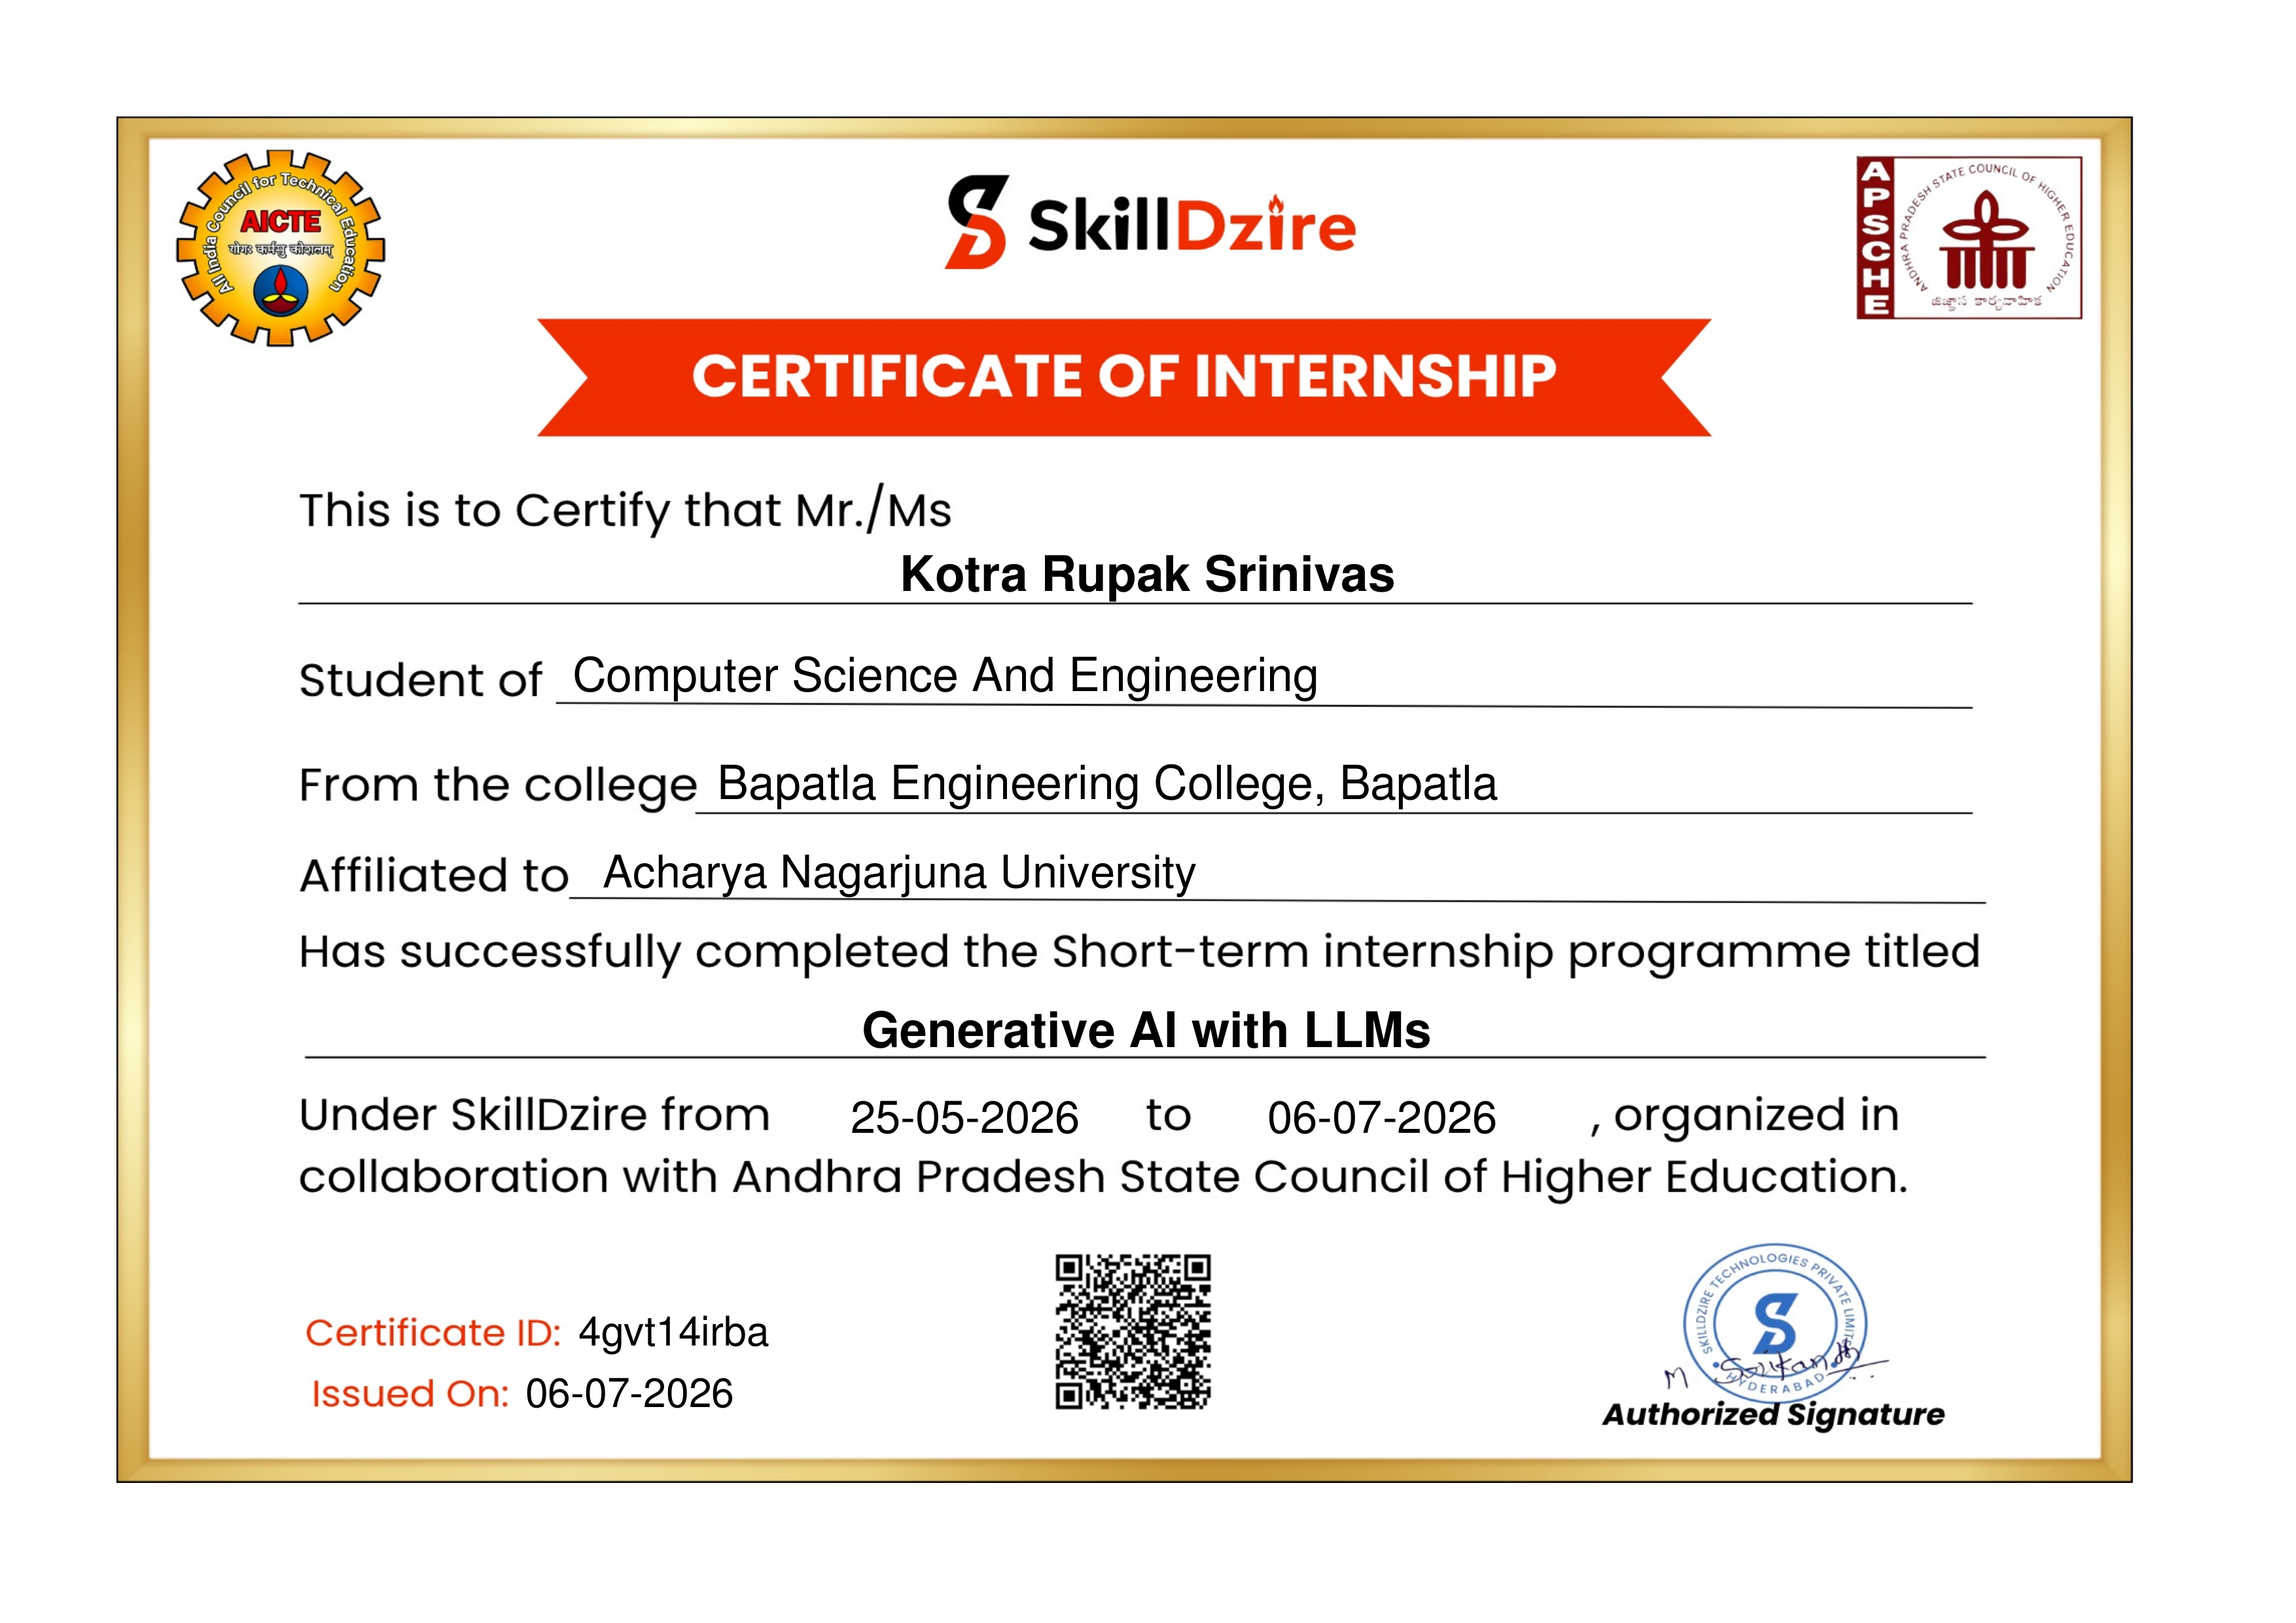 All India Council for Technical Education
AICTE
योगः कर्मसु कौशलम्
SkillDzire
APSCHE
ANDHRA PRADESH STATE COUNCIL OF HIGHER EDUCATION
CERTIFICATE OF INTERNSHIP
This is to Certify that Mr./Ms
Kotra Rupak Srinivas
Student of Computer Science And Engineering
From the college Bapatla Engineering College, Bapatla
Affiliated to Acharya Nagarjuna University
Has successfully completed the Short-term internship programme titled
Generative AI with LLMs
Under SkillDzire from 25-05-2026 to 06-07-2026 , organized in
collaboration with Andhra Pradesh State Council of Higher Education.
Certificate ID: 4gvt14irba
Issued On: 06-07-2026
SKILLDZIRE TECHNOLOGIES PRIVATE LIMITED
HYDERABAD
M. Srikanth
Authorized Signature